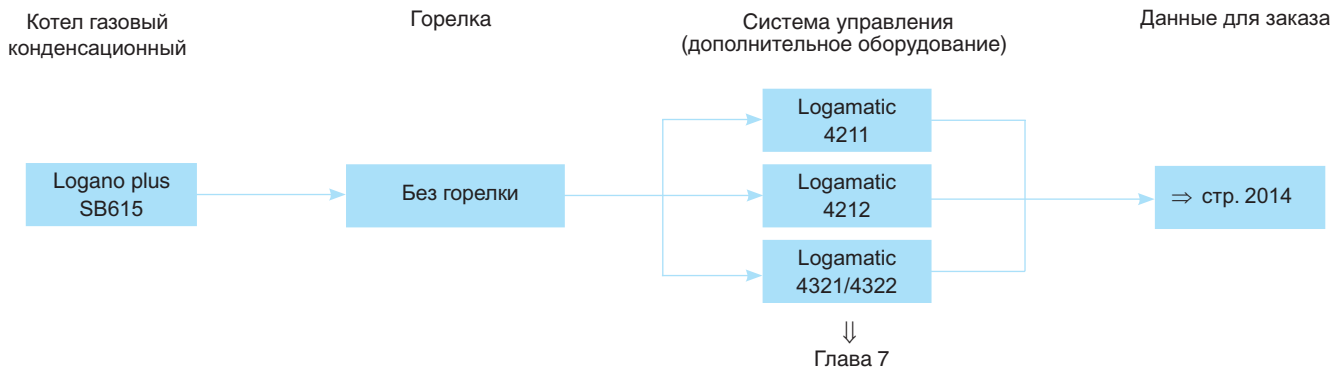 Котел газовый
конденсационный
Горелка
Система управления
(дополнительное оборудование)
Данные для заказа
Logano plus
SB615
Без горелки
Logamatic
4211
Logamatic
4212
Logamatic
4321/4322
⇒ стр. 2014
⇓
Глава 7